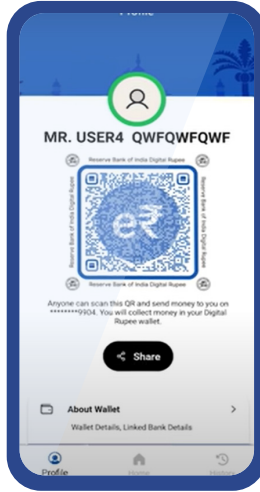 Profile
MR. USER4 QWFQWFQWF
Reserve Bank of India Digital Rupee
Reserve Bank of India Digital Rupee
e₹
Reserve Bank of India Digital Rupee
Reserve Bank of India Digital Rupee
Anyone can scan this QR and send money to you on
********9904. You will collect money in your Digital
Rupee wallet.
Share
About Wallet
Wallet Details, Linked Bank Details
Profile
Home
History